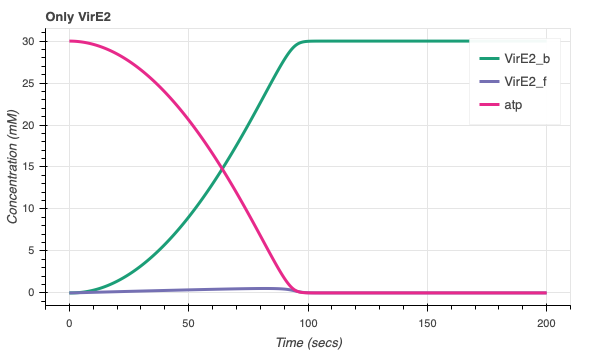 Only VirE2
30
25
20
15
10
5
0
Concentration (mM)
VirE2_b
VirE2_f
atp
0 50 100 150 200
Time (secs)